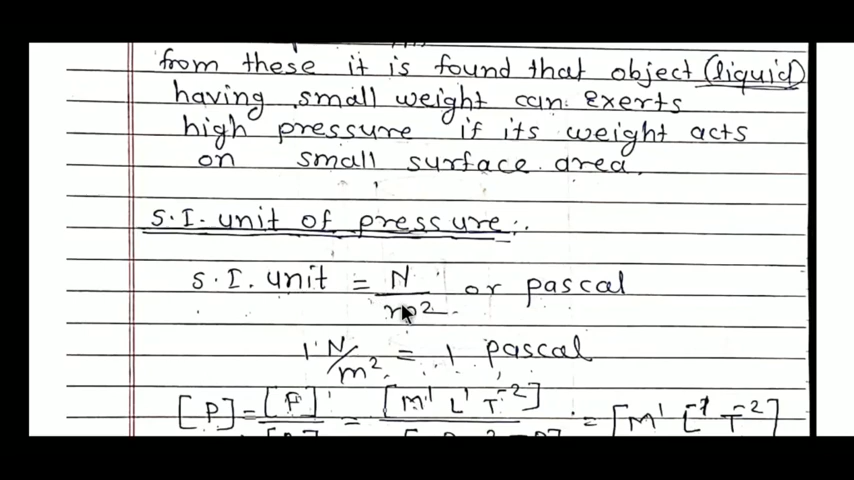 from these it is found that object (liquid)
having small weight can exerts
high pressure if its weight acts
on small surface area.
S.I. unit of pressure :.
S.I. unit = N/m² or pascal
1 N/m² = 1 pascal
[P] = [F] = [M¹ L¹ T⁻²] = [M¹ L⁻¹ T⁻²]